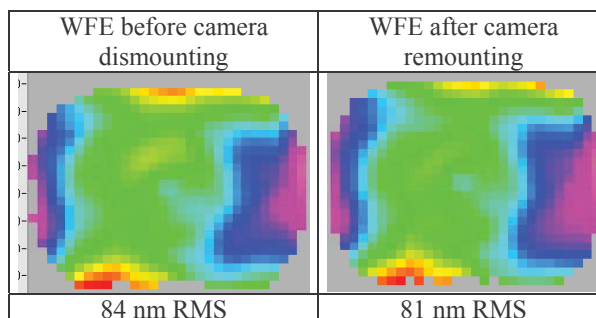 WFE before camera
dismounting
WFE after camera
remounting
84 nm RMS
81 nm RMS